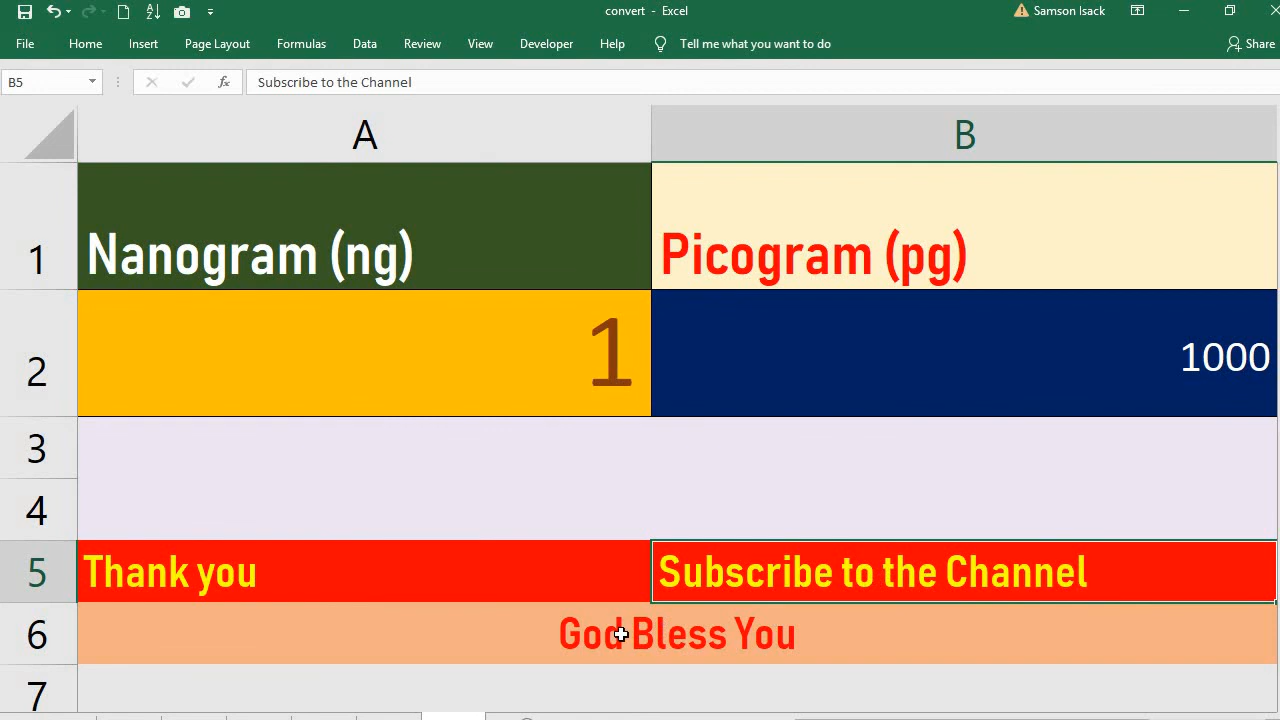 convert - Excel
Samson Isack
File Home Insert Page Layout Formulas Data Review View Developer Help Tell me what you want to do Share
B5 fx Subscribe to the Channel
A B
1 Nanogram (ng) Picogram (pg)
2 1 1000
3
4
5 Thank you Subscribe to the Channel
6 God Bless You
7